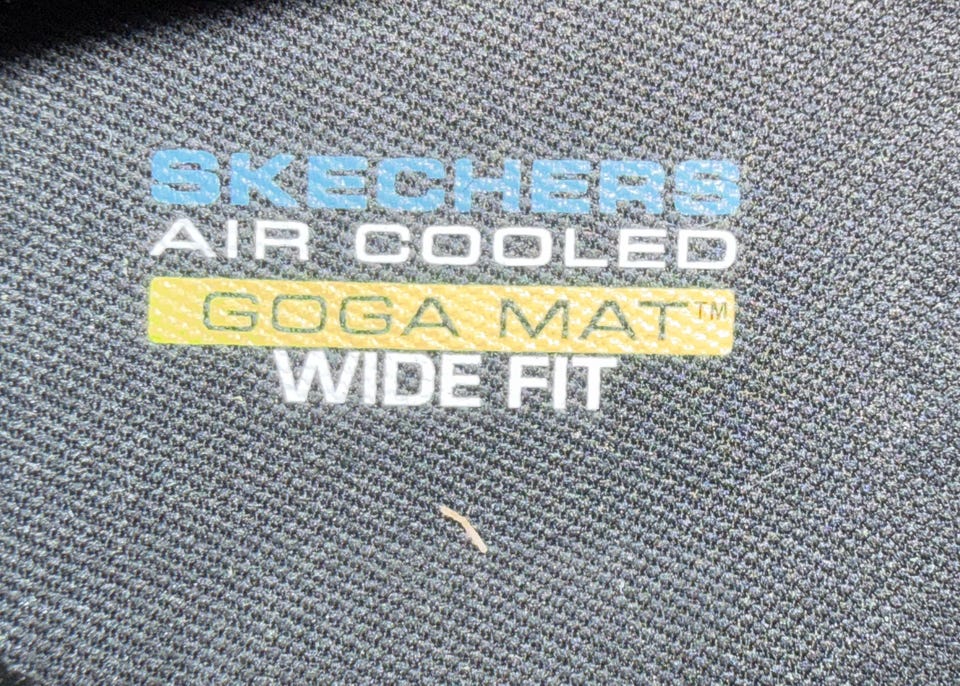 SKECHERS
AIR COOLED
GOGA MAT™
WIDE FIT